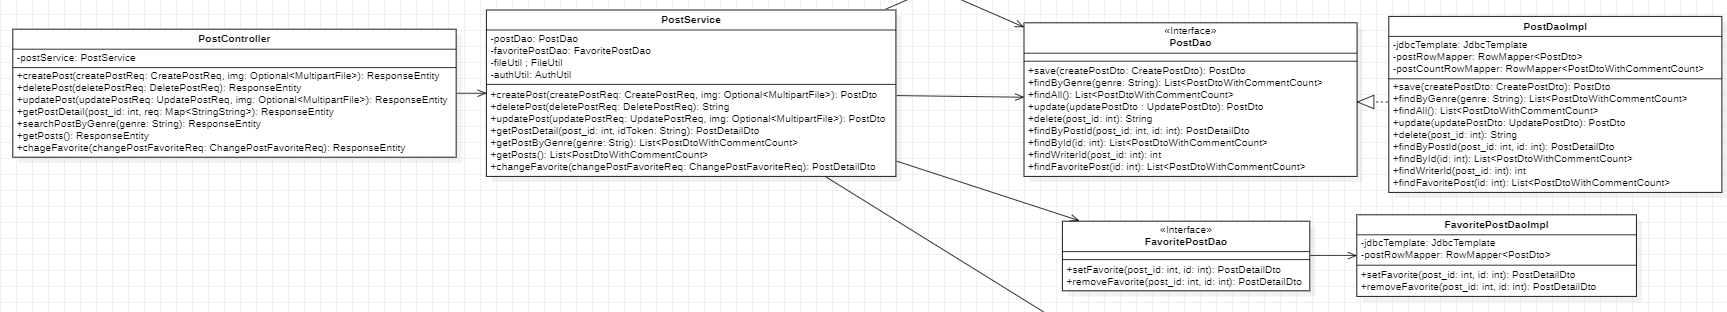 PostController
-postService: PostService
+createPost(createPostReq: CreatePostReq, img: Optional<MultipartFile>): ResponseEntity
+deletePost(deletePostReq: DeletePostReq): ResponseEntity
+updatePost(updatePostReq: UpdatePostReq, img: Optional<MultipartFile>): ResponseEntity
+getPostDetail(post_id: int, req: Map<StringString>): ResponseEntity
+searchPostByGenre(genre: String): ResponseEntity
+getPosts(): ResponseEntity
+chageFavorite(changePostFavoriteReq: ChangePostFavoriteReq): ResponseEntity
PostService
-postDao: PostDao
-favoritePostDao: FavoritePostDao
-fileUtil ; FileUtil
-authUtil: AuthUtil
+createPost(createPostReq: CreatePostReq, img: Optional<MultipartFile>): PostDto
+deletePost(deletePostReq: DeletePostReq): String
+updatePost(updatePostReq: UpdatePostReq, img: Optional<MultipartFile>): PostDto
+getPostDetail(post_id: int, idToken: String): PostDetailDto
+getPostByGenre(genre: Strig): List<PostDtoWithCommentCount>
+getPosts(): List<PostDtoWithCommentCount>
+changeFavorite(changePostFavoriteReq: ChangePostFavoriteReq): PostDetailDto
«Interface»
PostDao
+save(createPostDto: CreatePostDto): PostDto
+findByGenre(genre: String): List<PostDtoWithCommentCount>
+findAll(): List<PostDtoWithCommentCount>
+update(updatePostDto : UpdatePostDto): PostDto
+delete(post_id: int): String
+findByPostId(post_id: int, id: int): PostDetailDto
+findById(id: int): List<PostDtoWithCommentCount>
+findWriterId(post_id: int): int
+findFavoritePost(id: int): List<PostDtoWithCommentCount>
PostDaoImpl
-jdbcTemplate: JdbcTemplate
-postRowMapper: RowMapper<PostDto>
-postCountRowMapper: RowMapper<PostDtoWithCommentCount>
+save(createPostDto: CreatePostDto): PostDto
+findByGenre(genre: String): List<PostDtoWithCommentCount>
+findAll(): List<PostDtoWithCommentCount>
+update(updatePostDto: UpdatePostDto): PostDto
+delete(post_id: int): String
+findByPostId(post_id: int, id: int): PostDetailDto
+findById(id: int): List<PostDtoWithCommentCount>
+findWriterId(post_id: int): int
+findFavoritePost(id: int): List<PostDtoWithCommentCount>
«Interface»
FavoritePostDao
+setFavorite(post_id: int, id: int): PostDetailDto
+removeFavorite(post_id: int, id: int): PostDetailDto
FavoritePostDaoImpl
-jdbcTemplate: JdbcTemplate
-postRowMapper: RowMapper<PostDto>
+setFavorite(post_id: int, id: int): PostDetailDto
+removeFavorite(post_id: int, id: int): PostDetailDto